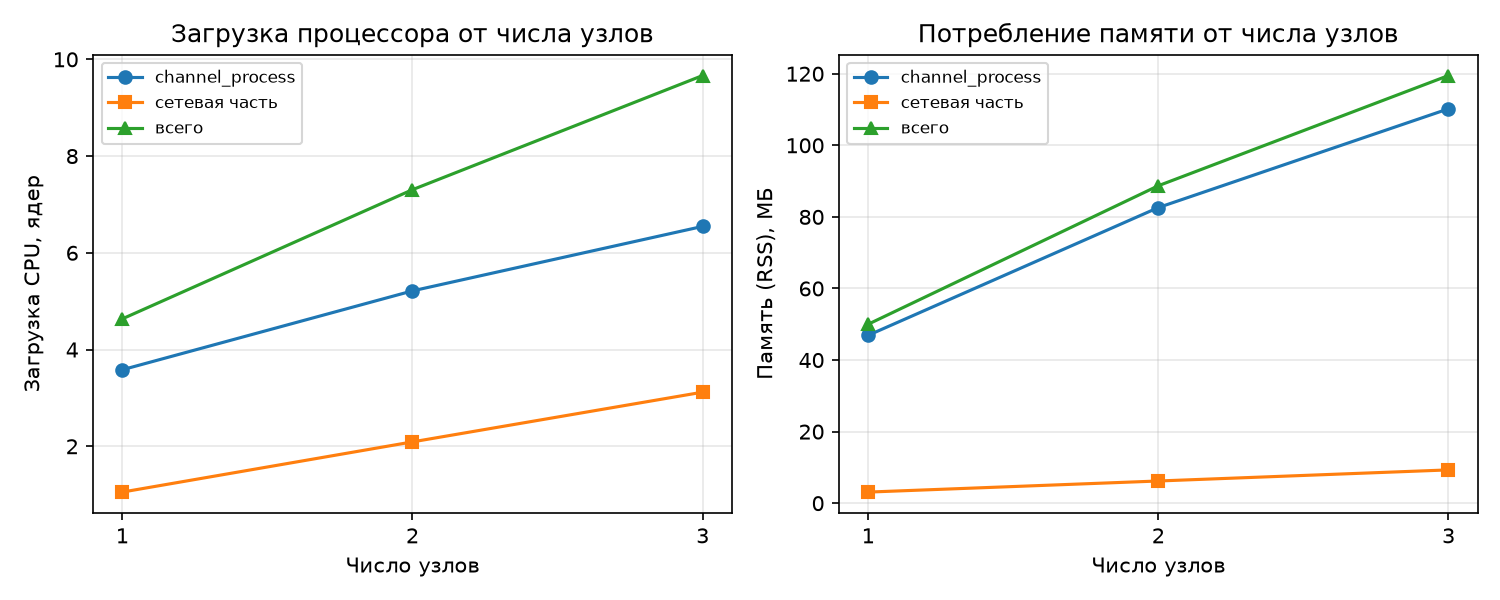 Загрузка процессора от числа узлов
10
8
6
4
2
Загрузка CPU, ядер
channel_process
сетевая часть
всего
1 2 3
Число узлов
Потребление памяти от числа узлов
120
100
80
60
40
20
0
Память (RSS), МБ
channel_process
сетевая часть
всего
1 2 3
Число узлов